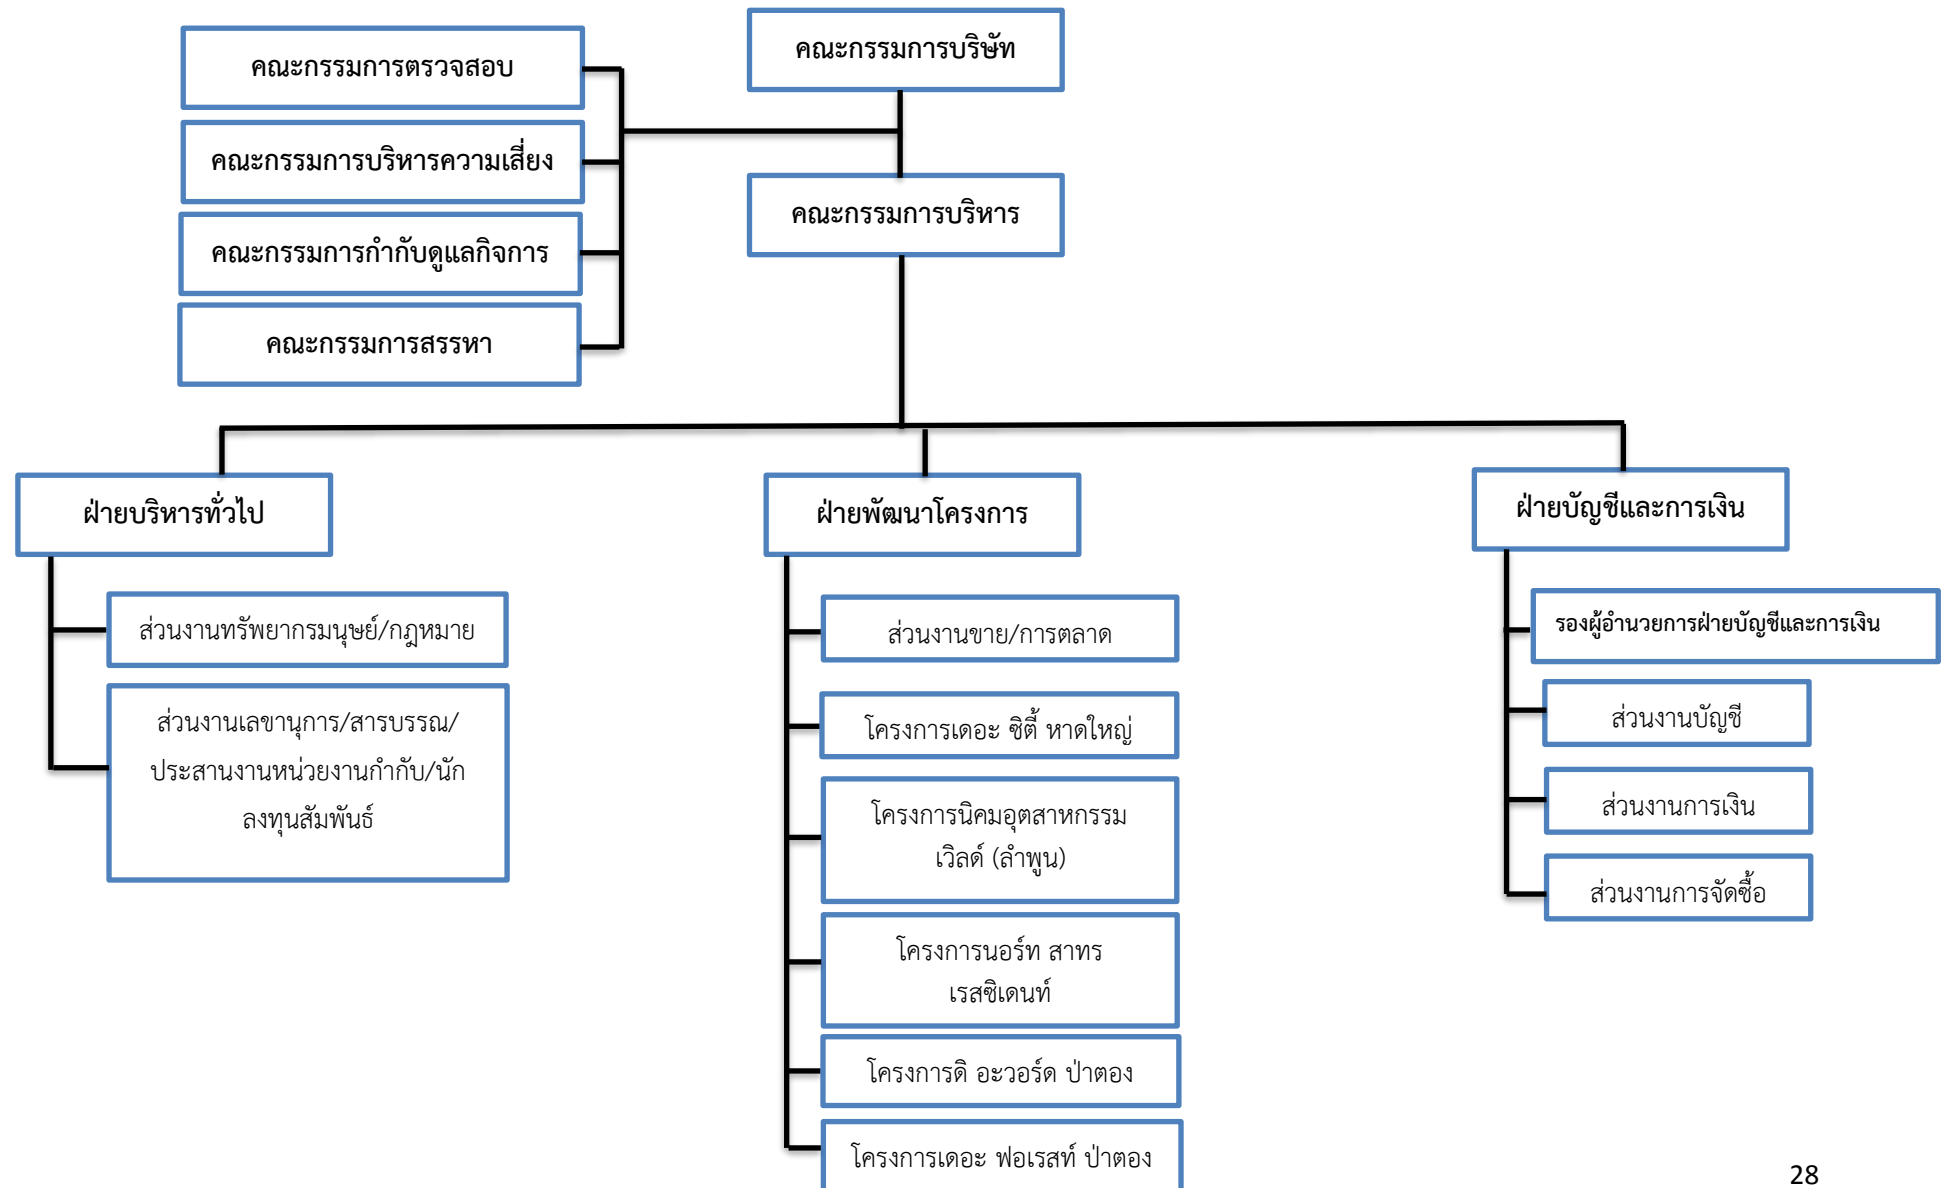 คณะกรรมการบริษัท
คณะกรรมการตรวจสอบ
คณะกรรมการบริหารความเสี่ยง
คณะกรรมการบริหาร
คณะกรรมการกำกับดูแลกิจการ
คณะกรรมการสรรหา
ฝ่ายบริหารทั่วไป
ส่วนงานทรัพยากรมนุษย์/กฎหมาย
ส่วนงานเลขานุการ/สารบรรณ/
ประสานงานหน่วยงานกำกับ/นัก
ลงทุนสัมพันธ์
ฝ่ายพัฒนาโครงการ
ส่วนงานขาย/การตลาด
โครงการเดอะ ซิตี้ หาดใหญ่
โครงการนิคมอุตสาหกรรม
เวิลด์ (ลำพูน)
โครงการนอร์ท สาทร
เรสซิเดนท์
โครงการดิ อะวอร์ด ป่าตอง
โครงการเดอะ ฟอเรสท์ ป่าตอง
ฝ่ายบัญชีและการเงิน
รองผู้อำนวยการฝ่ายบัญชีและการเงิน
ส่วนงานบัญชี
ส่วนงานการเงิน
ส่วนงานการจัดซื้อ
28